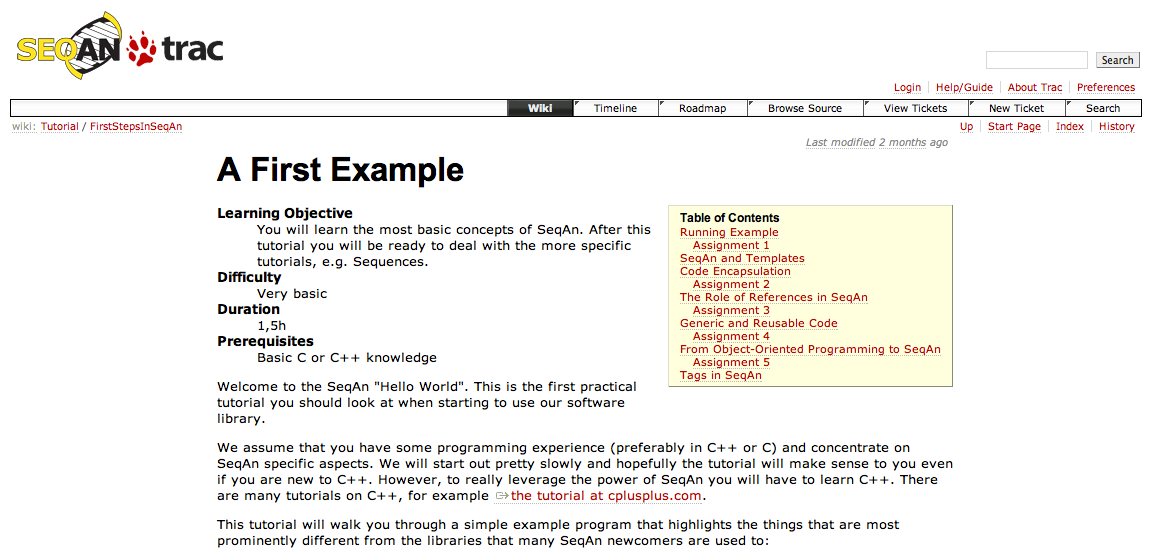 SEQAN trac
Search
Login Help/Guide About Trac Preferences
Wiki Timeline Roadmap Browse Source View Tickets New Ticket Search
wiki: Tutorial / FirstStepsInSeqAn
Up Start Page Index History
Last modified 2 months ago
A First Example
Learning Objective
You will learn the most basic concepts of SeqAn. After this
tutorial you will be ready to deal with the more specific
tutorials, e.g. Sequences.
Difficulty
Very basic
Duration
1,5h
Prerequisites
Basic C or C++ knowledge
Table of Contents
Running Example
Assignment 1
SeqAn and Templates
Code Encapsulation
Assignment 2
The Role of References in SeqAn
Assignment 3
Generic and Reusable Code
Assignment 4
From Object-Oriented Programming to SeqAn
Assignment 5
Tags in SeqAn
Welcome to the SeqAn "Hello World". This is the first practical
tutorial you should look at when starting to use our software
library.
We assume that you have some programming experience (preferably in C++ or C) and concentrate on
SeqAn specific aspects. We will start out pretty slowly and hopefully the tutorial will make sense to you even
if you are new to C++. However, to really leverage the power of SeqAn you will have to learn C++. There
are many tutorials on C++, for example the tutorial at cplusplus.com.
This tutorial will walk you through a simple example program that highlights the things that are most
prominently different from the libraries that many SeqAn newcomers are used to: